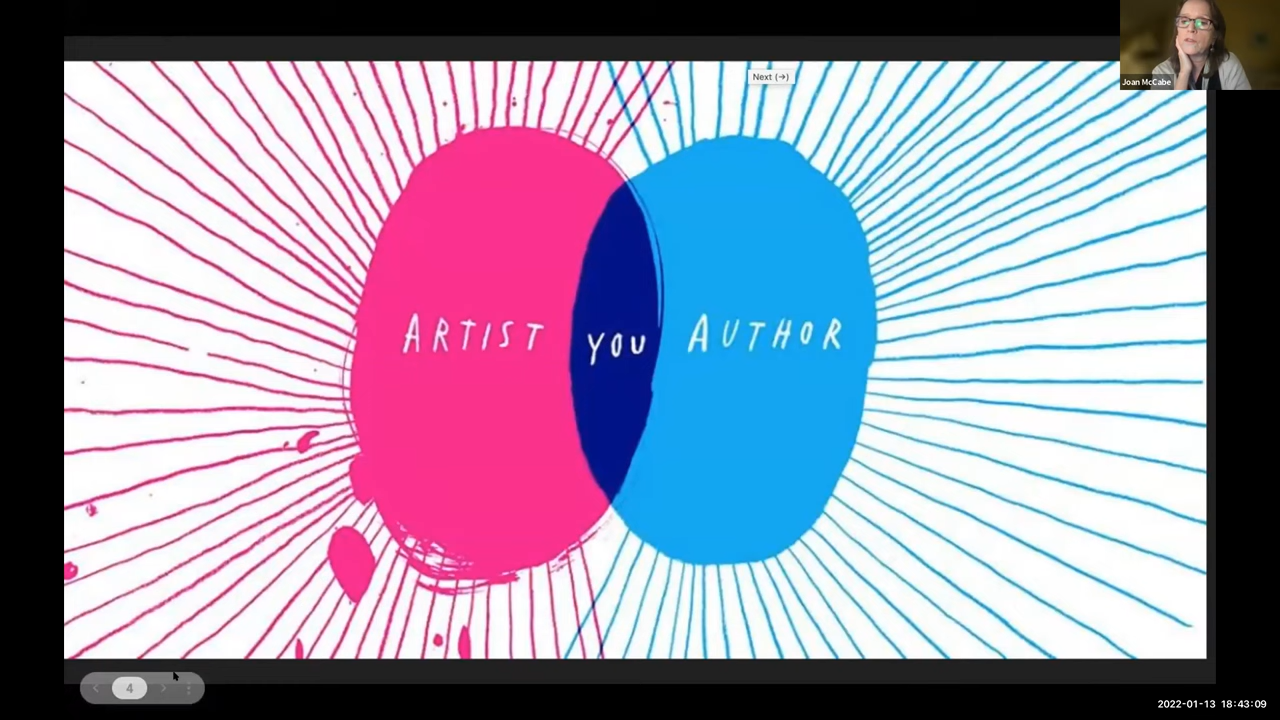 Joan McCabe
Next (→)
ARTIST YOU AUTHOR
4
2022-01-13 18:43:09